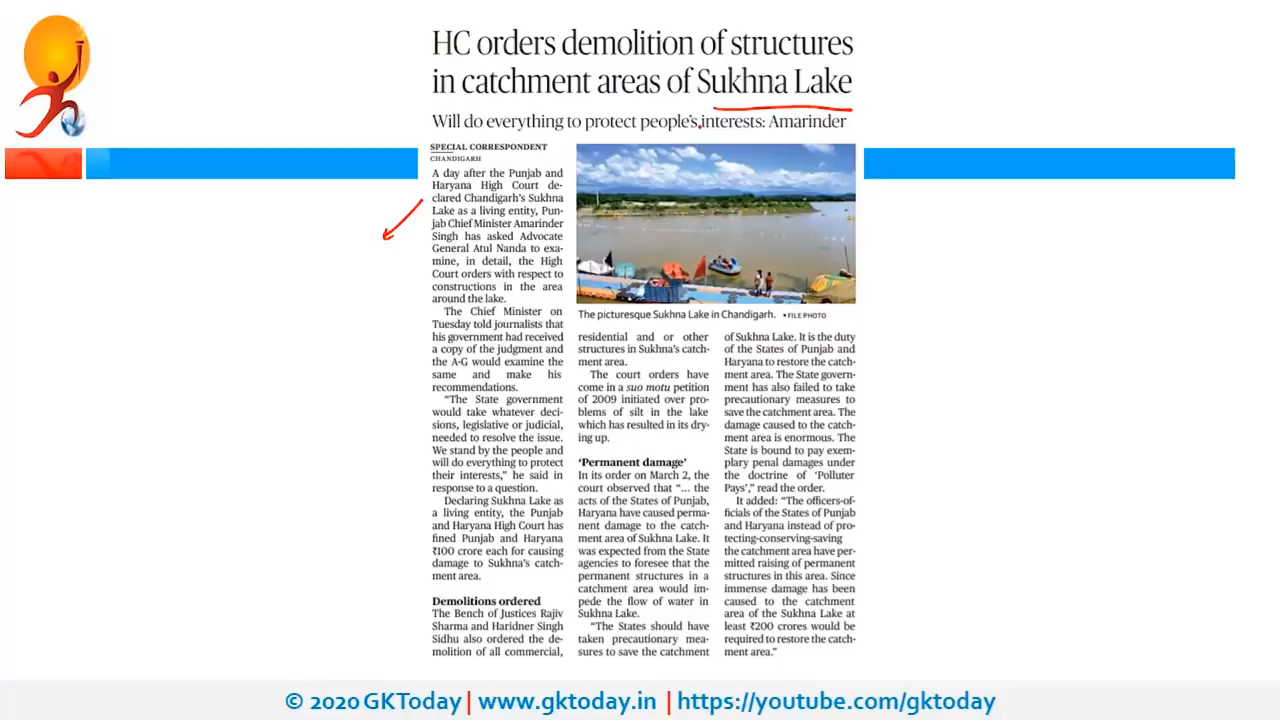 HC orders demolition of structures
in catchment areas of Sukhna Lake
Will do everything to protect people's interests: Amarinder
SPECIAL CORRESPONDENT
CHANDIGARH
A day after the Punjab and
Haryana High Court de-
clared Chandigarh's Sukhna
Lake as a living entity, Pun-
jab Chief Minister Amarinder
Singh has asked Advocate
General Atul Nanda to exa-
mine, in detail, the High
Court orders with respect to
constructions in the area
around the lake.
The Chief Minister on
Tuesday told journalists that
his government had received
a copy of the judgment and
the A-G would examine the
same and make his
recommendations.
"The State government
would take whatever deci-
sions, legislative or judicial,
needed to resolve the issue.
We stand by the people and
will do everything to protect
their interests," he said in
response to a question.
Declaring Sukhna Lake as
a living entity, the Punjab
and Haryana High Court has
fined Punjab and Haryana
₹100 crore each for causing
damage to Sukhna's catch-
ment area.
Demolitions ordered
The Bench of Justices Rajiv
Sharma and Haridner Singh
Sidhu also ordered the de-
molition of all commercial,
The picturesque Sukhna Lake in Chandigarh. •FILE PHOTO
residential and or other
structures in Sukhna's catch-
ment area.
The court orders have
come in a suo motu petition
of 2009 initiated over pro-
blems of silt in the lake
which has resulted in its dry-
ing up.
'Permanent damage'
In its order on March 2, the
court observed that "... the
acts of the States of Punjab,
Haryana have caused perma-
nent damage to the catch-
ment area of Sukhna Lake. It
was expected from the State
agencies to foresee that the
permanent structures in a
catchment area would im-
pede the flow of water in
Sukhna Lake.
"The States should have
taken precautionary mea-
sures to save the catchment
of Sukhna Lake. It is the duty
of the States of Punjab and
Haryana to restore the catch-
ment area. The State govern-
ment has also failed to take
precautionary measures to
save the catchment area. The
damage caused to the catch-
ment area is enormous. The
State is bound to pay exem-
plary penal damages under
the doctrine of 'Polluter
Pays'," read the order.
It added: "The officers-of-
ficials of the States of Punjab
and Haryana instead of pro-
tecting-conserving-saving
the catchment area have per-
mitted raising of permanent
structures in this area. Since
immense damage has been
caused to the catchment
area of the Sukhna Lake at
least ₹200 crores would be
required to restore the catch-
ment area."
© 2020 GKToday | www.gktoday.in | https://youtube.com/gktoday